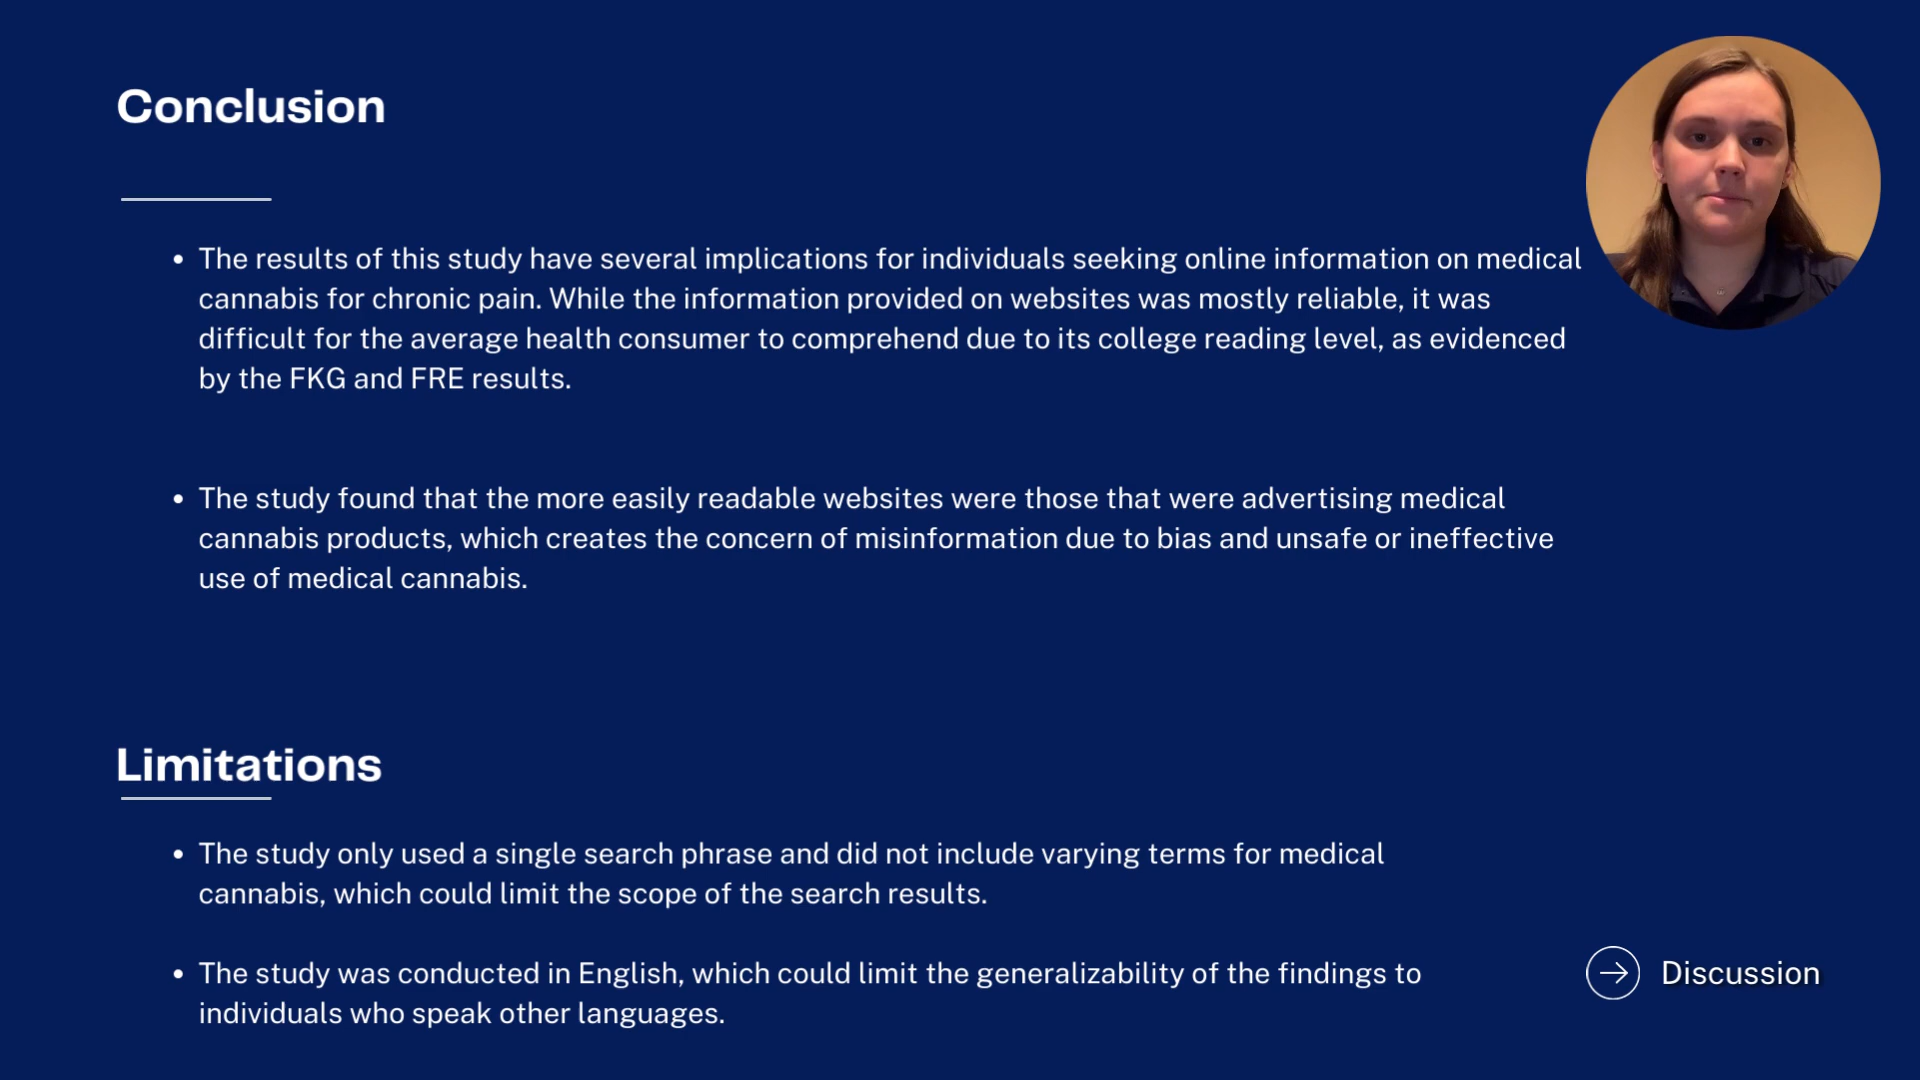 Conclusion
The results of this study have several implications for individuals seeking online information on medical
cannabis for chronic pain. While the information provided on websites was mostly reliable, it was
difficult for the average health consumer to comprehend due to its college reading level, as evidenced
by the FKG and FRE results.
The study found that the more easily readable websites were those that were advertising medical
cannabis products, which creates the concern of misinformation due to bias and unsafe or ineffective
use of medical cannabis.
Limitations
The study only used a single search phrase and did not include varying terms for medical
cannabis, which could limit the scope of the search results.
The study was conducted in English, which could limit the generalizability of the findings to
individuals who speak other languages.
Discussion